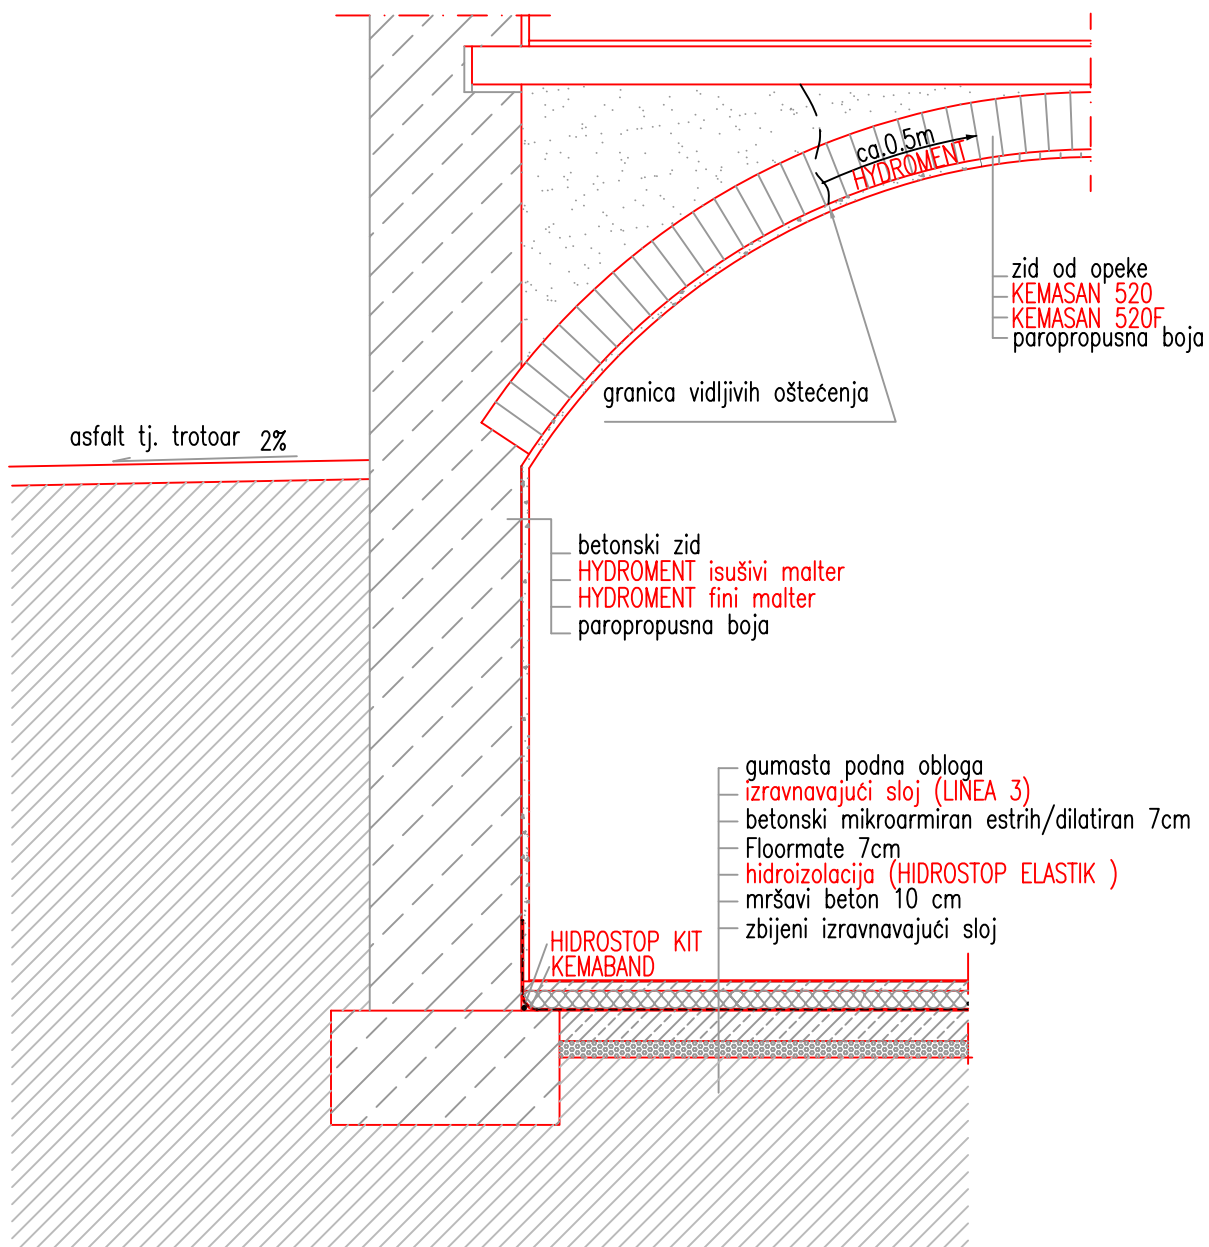 ca.0.5m
HYDROMENT
zid od opeke
KEMASAN 520
KEMASAN 520F
paropropusna boja
granica vidljivih oštećenja
asfalt tj. trotoar 2%
betonski zid
HYDROMENT isušivi malter
HYDROMENT fini malter
paropropusna boja
gumasta podna obloga
izravnavajući sloj (LINEA 3)
betonski mikroarmiran estrih/dilatiran 7cm
Floormate 7cm
hidroizolacija (HIDROSTOP ELASTIK )
mršavi beton 10 cm
zbijeni izravnavajući sloj
HIDROSTOP KIT
KEMABAND